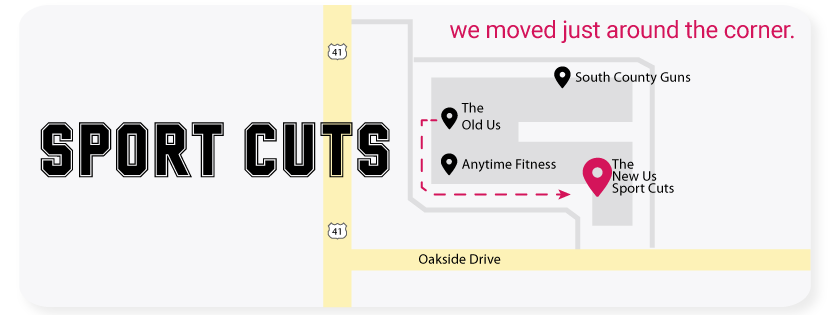 we moved just around the corner.
41
South County Guns
The
Old Us
SPORT CUTS
Anytime Fitness
The
New Us
Sport Cuts
41
Oakside Drive